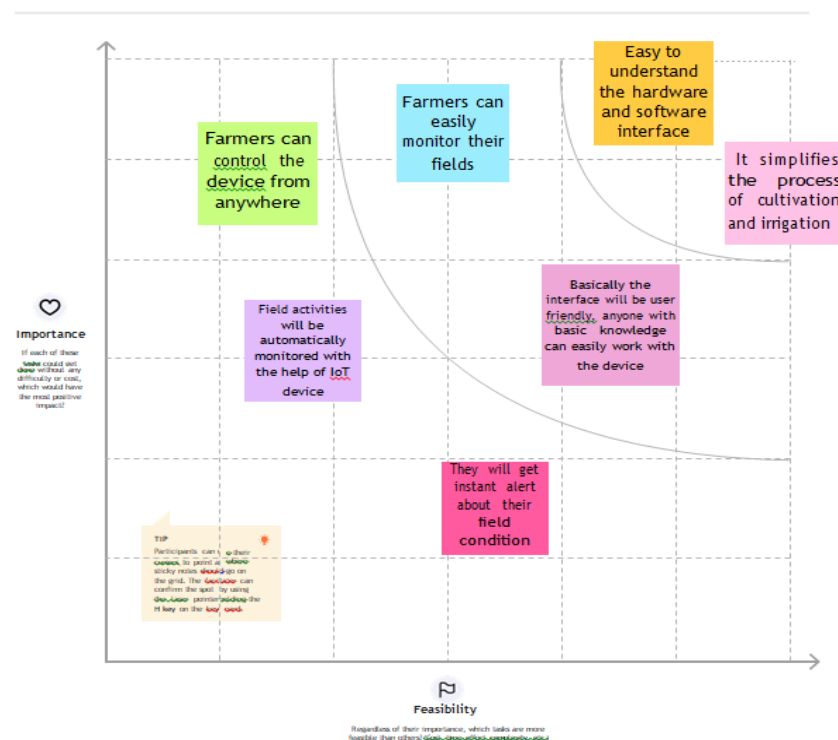 Easy to
understand
the hardware
and software
interface
Farmers can
easily
monitor their
fields
Farmers can
control the
device from
anywhere
It simplifies
the process
of cultivation
and irrigation
Basically the
interface will be user
friendly, anyone with
basic knowledge
can easily work with
the device
Field activities
will be
automatically
monitored with
the help of IoT
device
Importance
If each of these
could get
without any
difficulty or cost,
which would have
the most positive
impact?
They will get
instant alert
about their
field
condition
TIP
Participants can their
to point at where
sticky notes should go on
the grid. The can
confirm the spot by using
pointer the
H key on the
Feasibility
Regardless of their importance, which tasks are more
feasible than others?